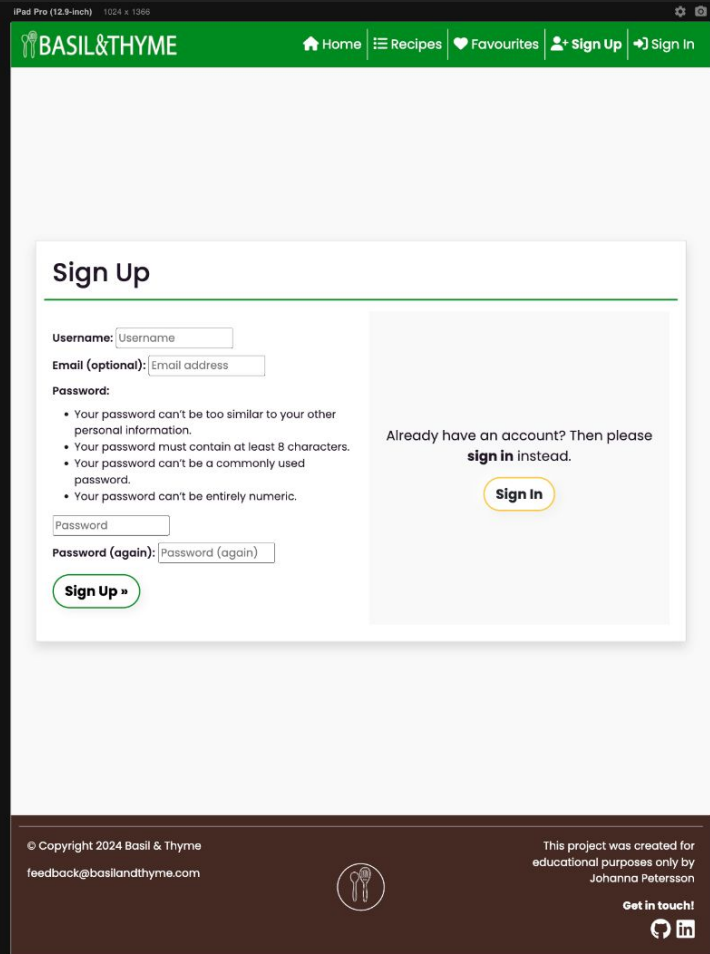 iPad Pro (12.9-inch) 1024 x 1366
BASIL&THYME
Home
Recipes
Favourites
Sign Up
Sign In
Sign Up
Username: Username
Email (optional): Email address
Password:
Your password can't be too similar to your other
personal information.
Your password must contain at least 8 characters.
Your password can't be a commonly used
password.
Your password can't be entirely numeric.
Password
Password (again): Password (again)
Sign Up »
Already have an account? Then please
sign in instead.
Sign In
© Copyright 2024 Basil & Thyme
feedback@basilandthyme.com
This project was created for
educational purposes only by
Johanna Petersson
Get in touch!
in